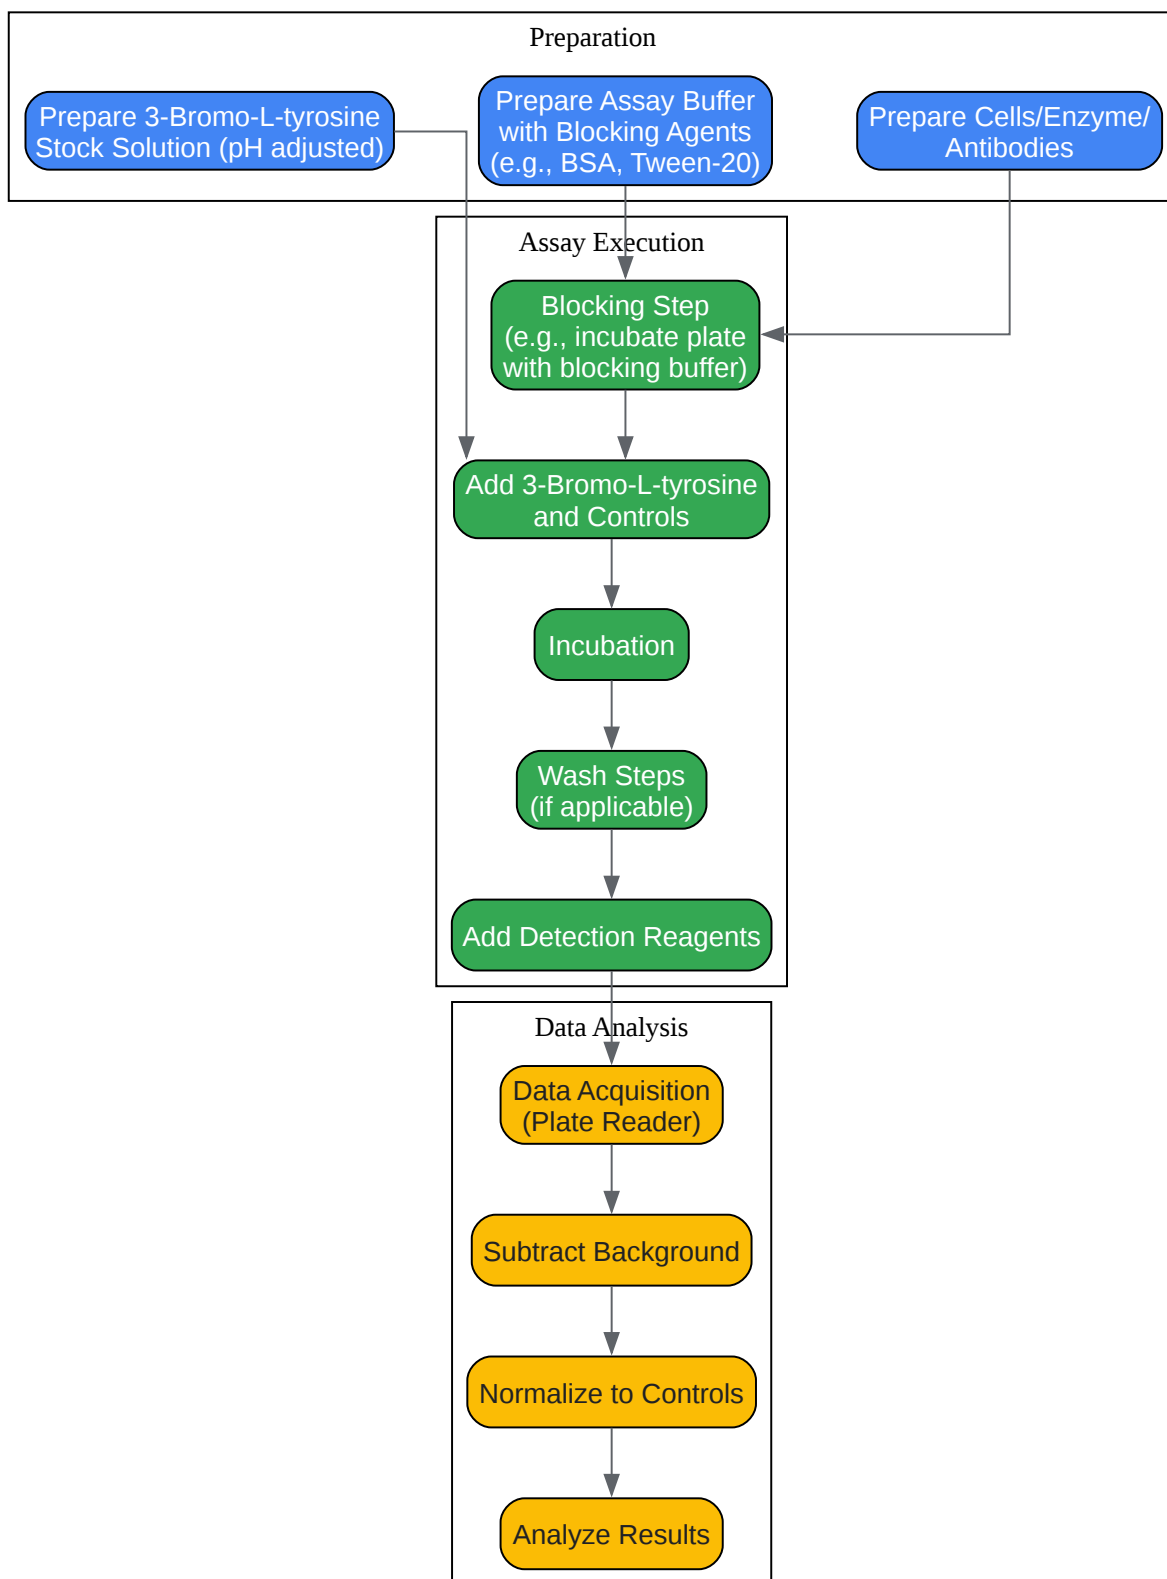 Preparation
Prepare 3-Bromo-L-tyrosine
Stock Solution (pH adjusted)
Prepare Assay Buffer
with Blocking Agents
(e.g., BSA, Tween-20)
Prepare Cells/Enzyme/
Antibodies
Assay Execution
Blocking Step
(e.g., incubate plate
with blocking buffer)
Add 3-Bromo-L-tyrosine
and Controls
Incubation
Wash Steps
(if applicable)
Add Detection Reagents
Data Analysis
Data Acquisition
(Plate Reader)
Subtract Background
Normalize to Controls
Analyze Results